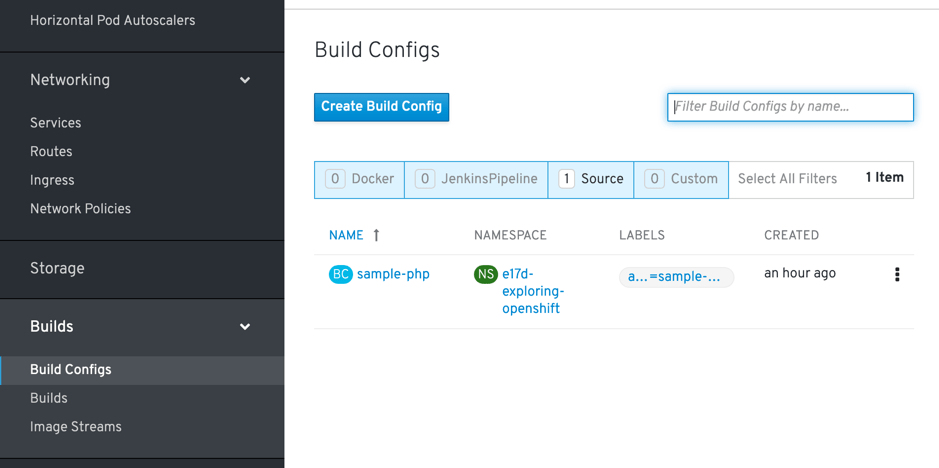 Horizontal Pod Autoscalers
Networking
Services
Routes
Ingress
Network Policies
Storage
Builds
Build Configs
Builds
Image Streams
Build Configs
Create Build Config
Filter Build Configs by name...
0 Docker 0 JenkinsPipeline 1 Source 0 Custom Select All Filters 1 Item
NAME NAMESPACE LABELS CREATED
BC sample-php NS e17d- a...=sample-... an hour ago
exploring-
openshift